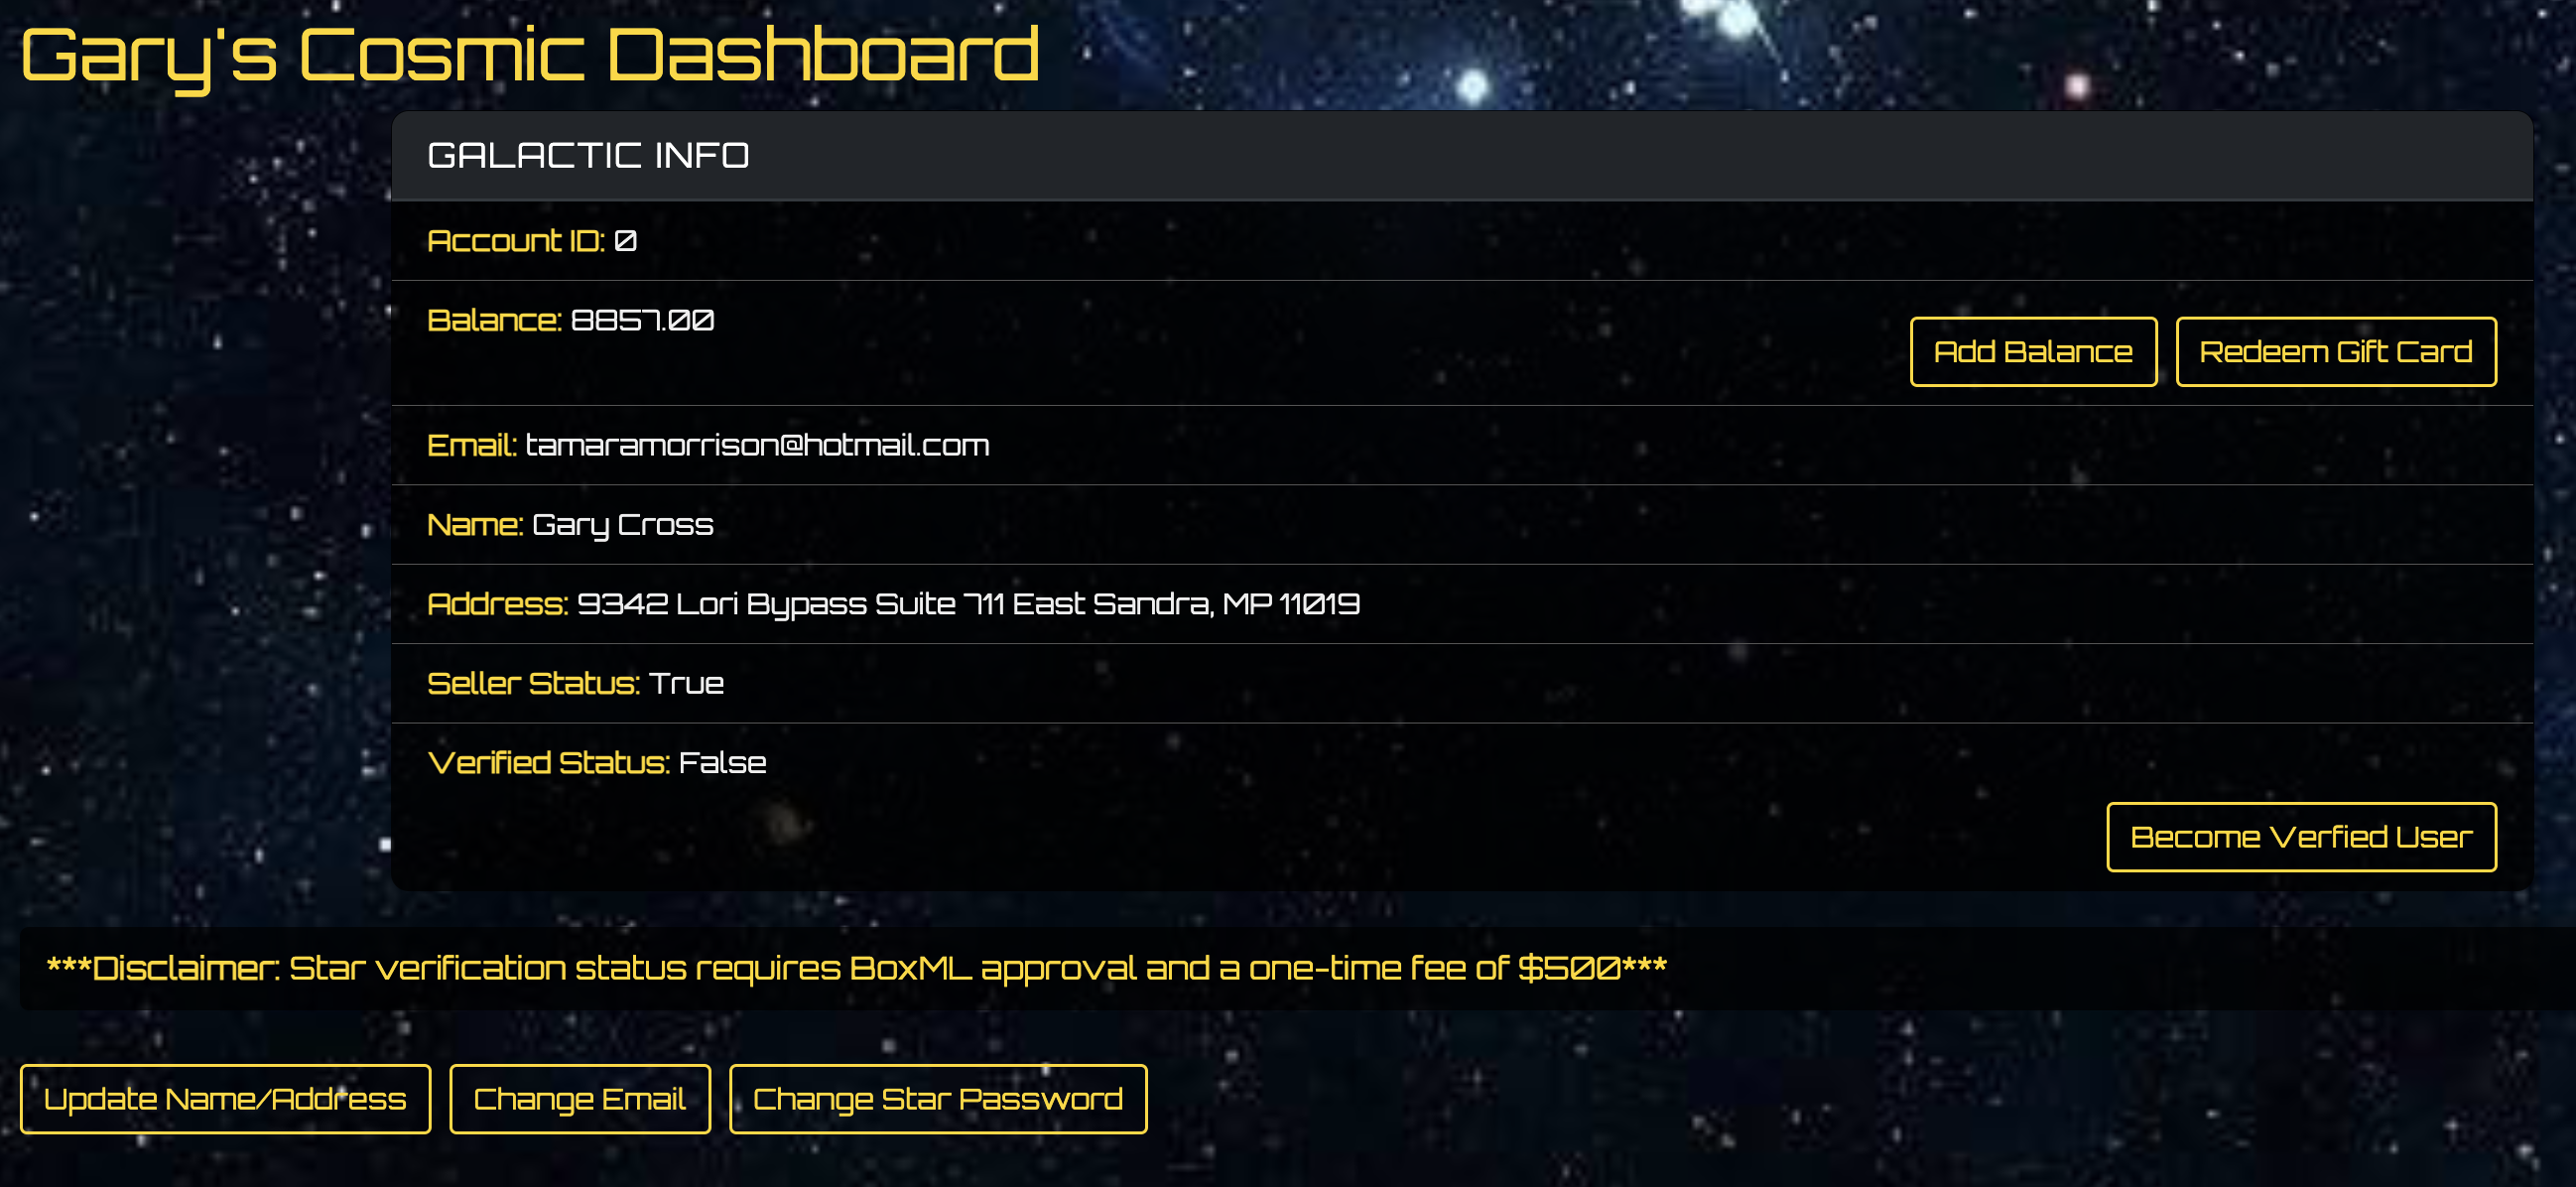 Gary's Cosmic Dashboard
GALACTIC INFO
Account ID: 0
Balance: 8857.00
Add Balance
Redeem Gift Card
Email: tamaramorrison@hotmail.com
Name: Gary Cross
Address: 9342 Lori Bypass Suite 711 East Sandra, MP 11019
Seller Status: True
Verified Status: False
Become Verfied User
***Disclaimer: Star verification status requires BoxML approval and a one-time fee of $500***
Update Name/Address
Change Email
Change Star Password